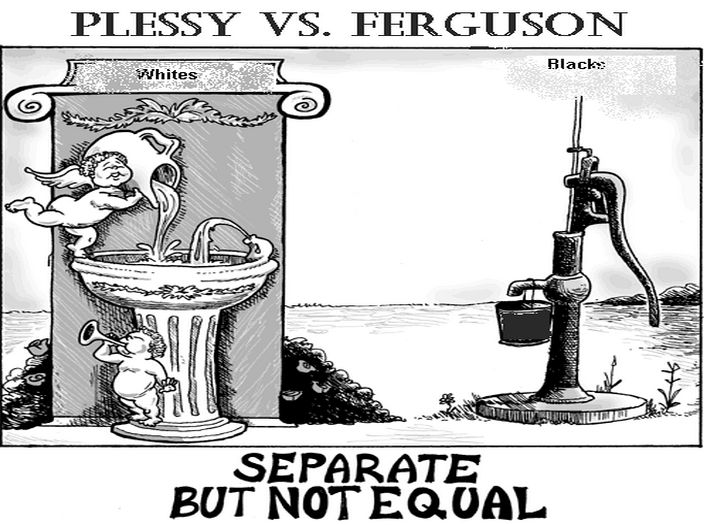 PLESSY VS. FERGUSON
Whites
Blacks
SEPARATE
BUT NOT EQUAL